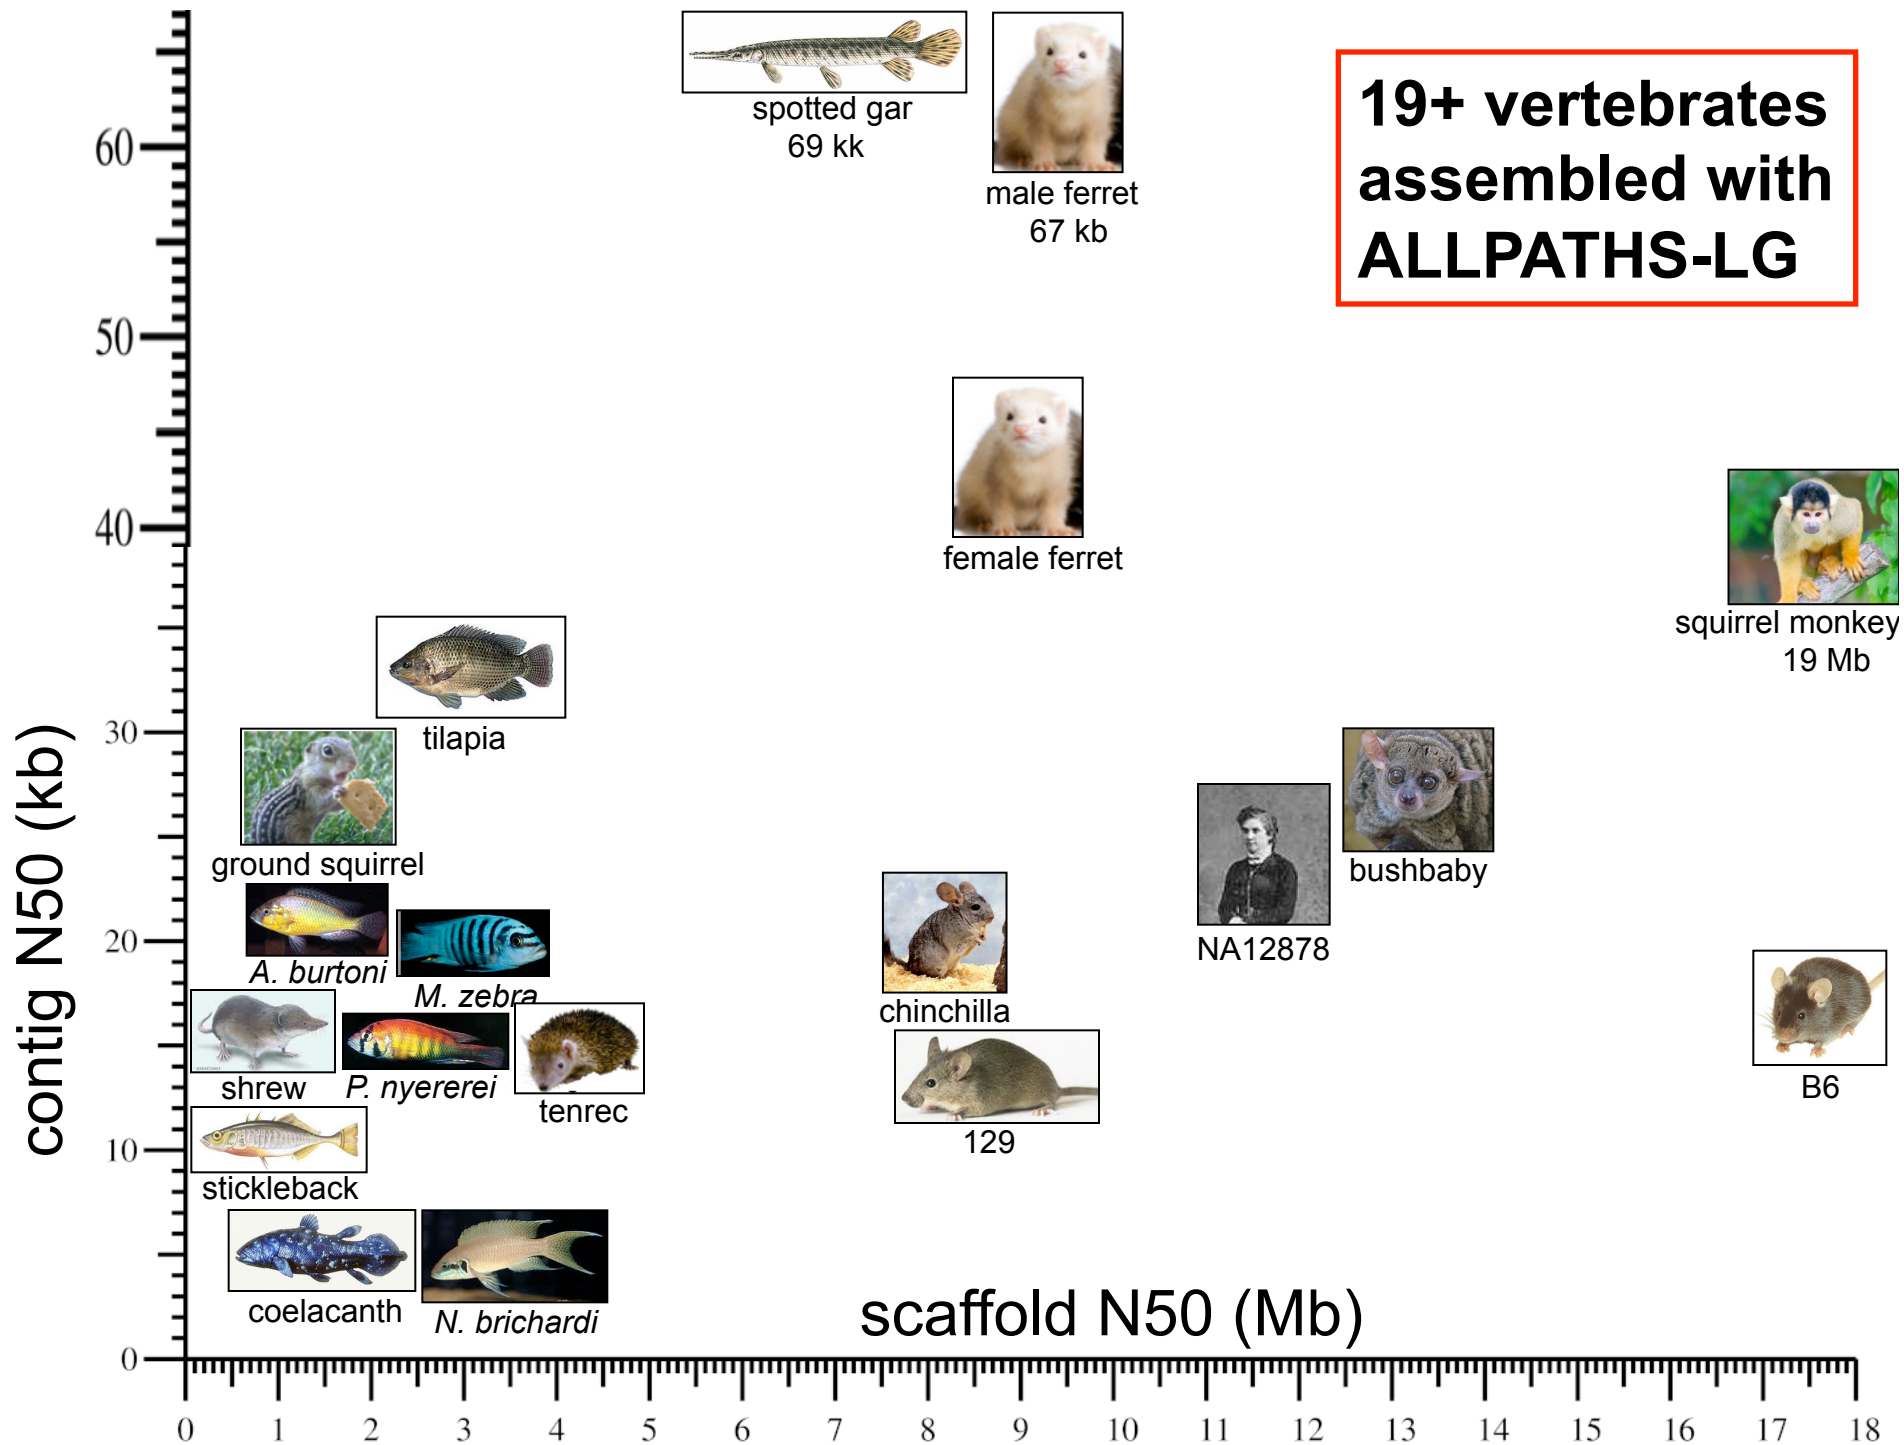 spotted gar
69 kk
male ferret
67 kb
19+ vertebrates
assembled with
ALLPATHS-LG
60
50
40
30
20
10
0
contig N50 (kb)
female ferret
squirrel monkey
19 Mb
tilapia
ground squirrel
bushbaby
NA12878
A. burtoni
M. zebra
chinchilla
shrew
P. nyererei
tenrec
129
B6
stickleback
coelacanth
N. brichardi
scaffold N50 (Mb)
0 1 2 3 4 5 6 7 8 9 10 11 12 13 14 15 16 17 18